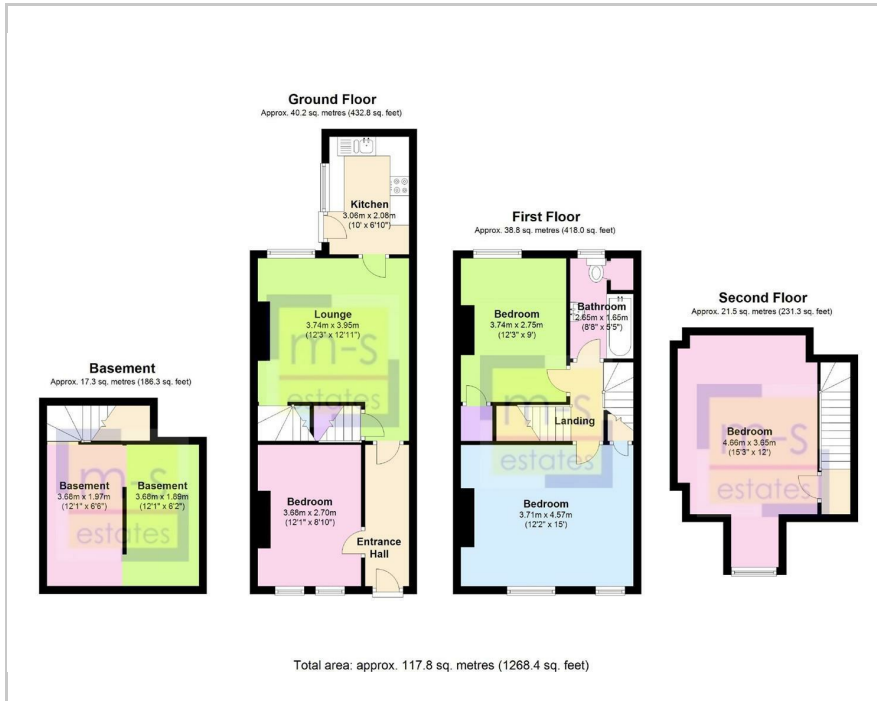 Ground Floor
Approx. 40.2 sq. metres (432.8 sq. feet)
Kitchen
3.06m x 2.08m
(10' x 6'10")
Lounge
3.74m x 3.95m
(12'3" x 12'11")
Bedroom
3.68m x 2.70m
(12'1" x 8'10")
Entrance
Hall
First Floor
Approx. 38.8 sq. metres (418.0 sq. feet)
Bedroom
3.74m x 2.75m
(12'3" x 9')
Bathroom
2.65m x 1.65m
(8'8" x 5'5")
Landing
Bedroom
3.71m x 4.57m
(12'2" x 15')
Second Floor
Approx. 21.5 sq. metres (231.3 sq. feet)
Bedroom
4.66m x 3.65m
(15'3" x 12')
Basement
Approx. 17.3 sq. metres (186.3 sq. feet)
Basement
3.68m x 1.97m
(12'1" x 6'6")
Basement
3.68m x 1.89m
(12'1" x 6'2")
m-s
estates
m-s
estates
m-s
estates
m-s
estates
Total area: approx. 117.8 sq. metres (1268.4 sq. feet)